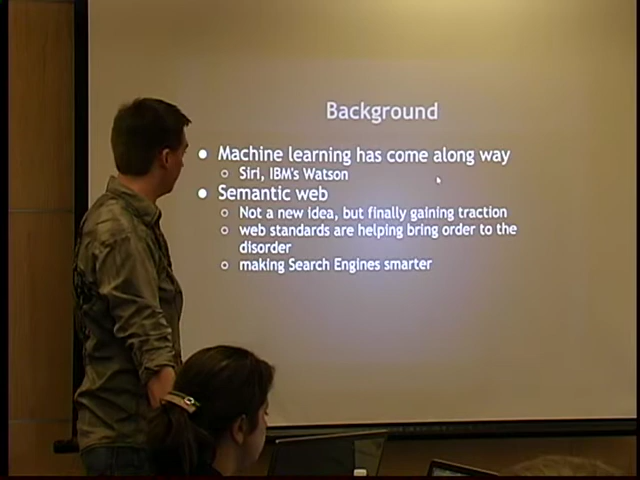 Background
● Machine learning has come along way
○ Siri, IBM's Watson
● Semantic web
○ Not a new idea, but finally gaining traction
○ web standards are helping bring order to the
disorder
○ making Search Engines smarter